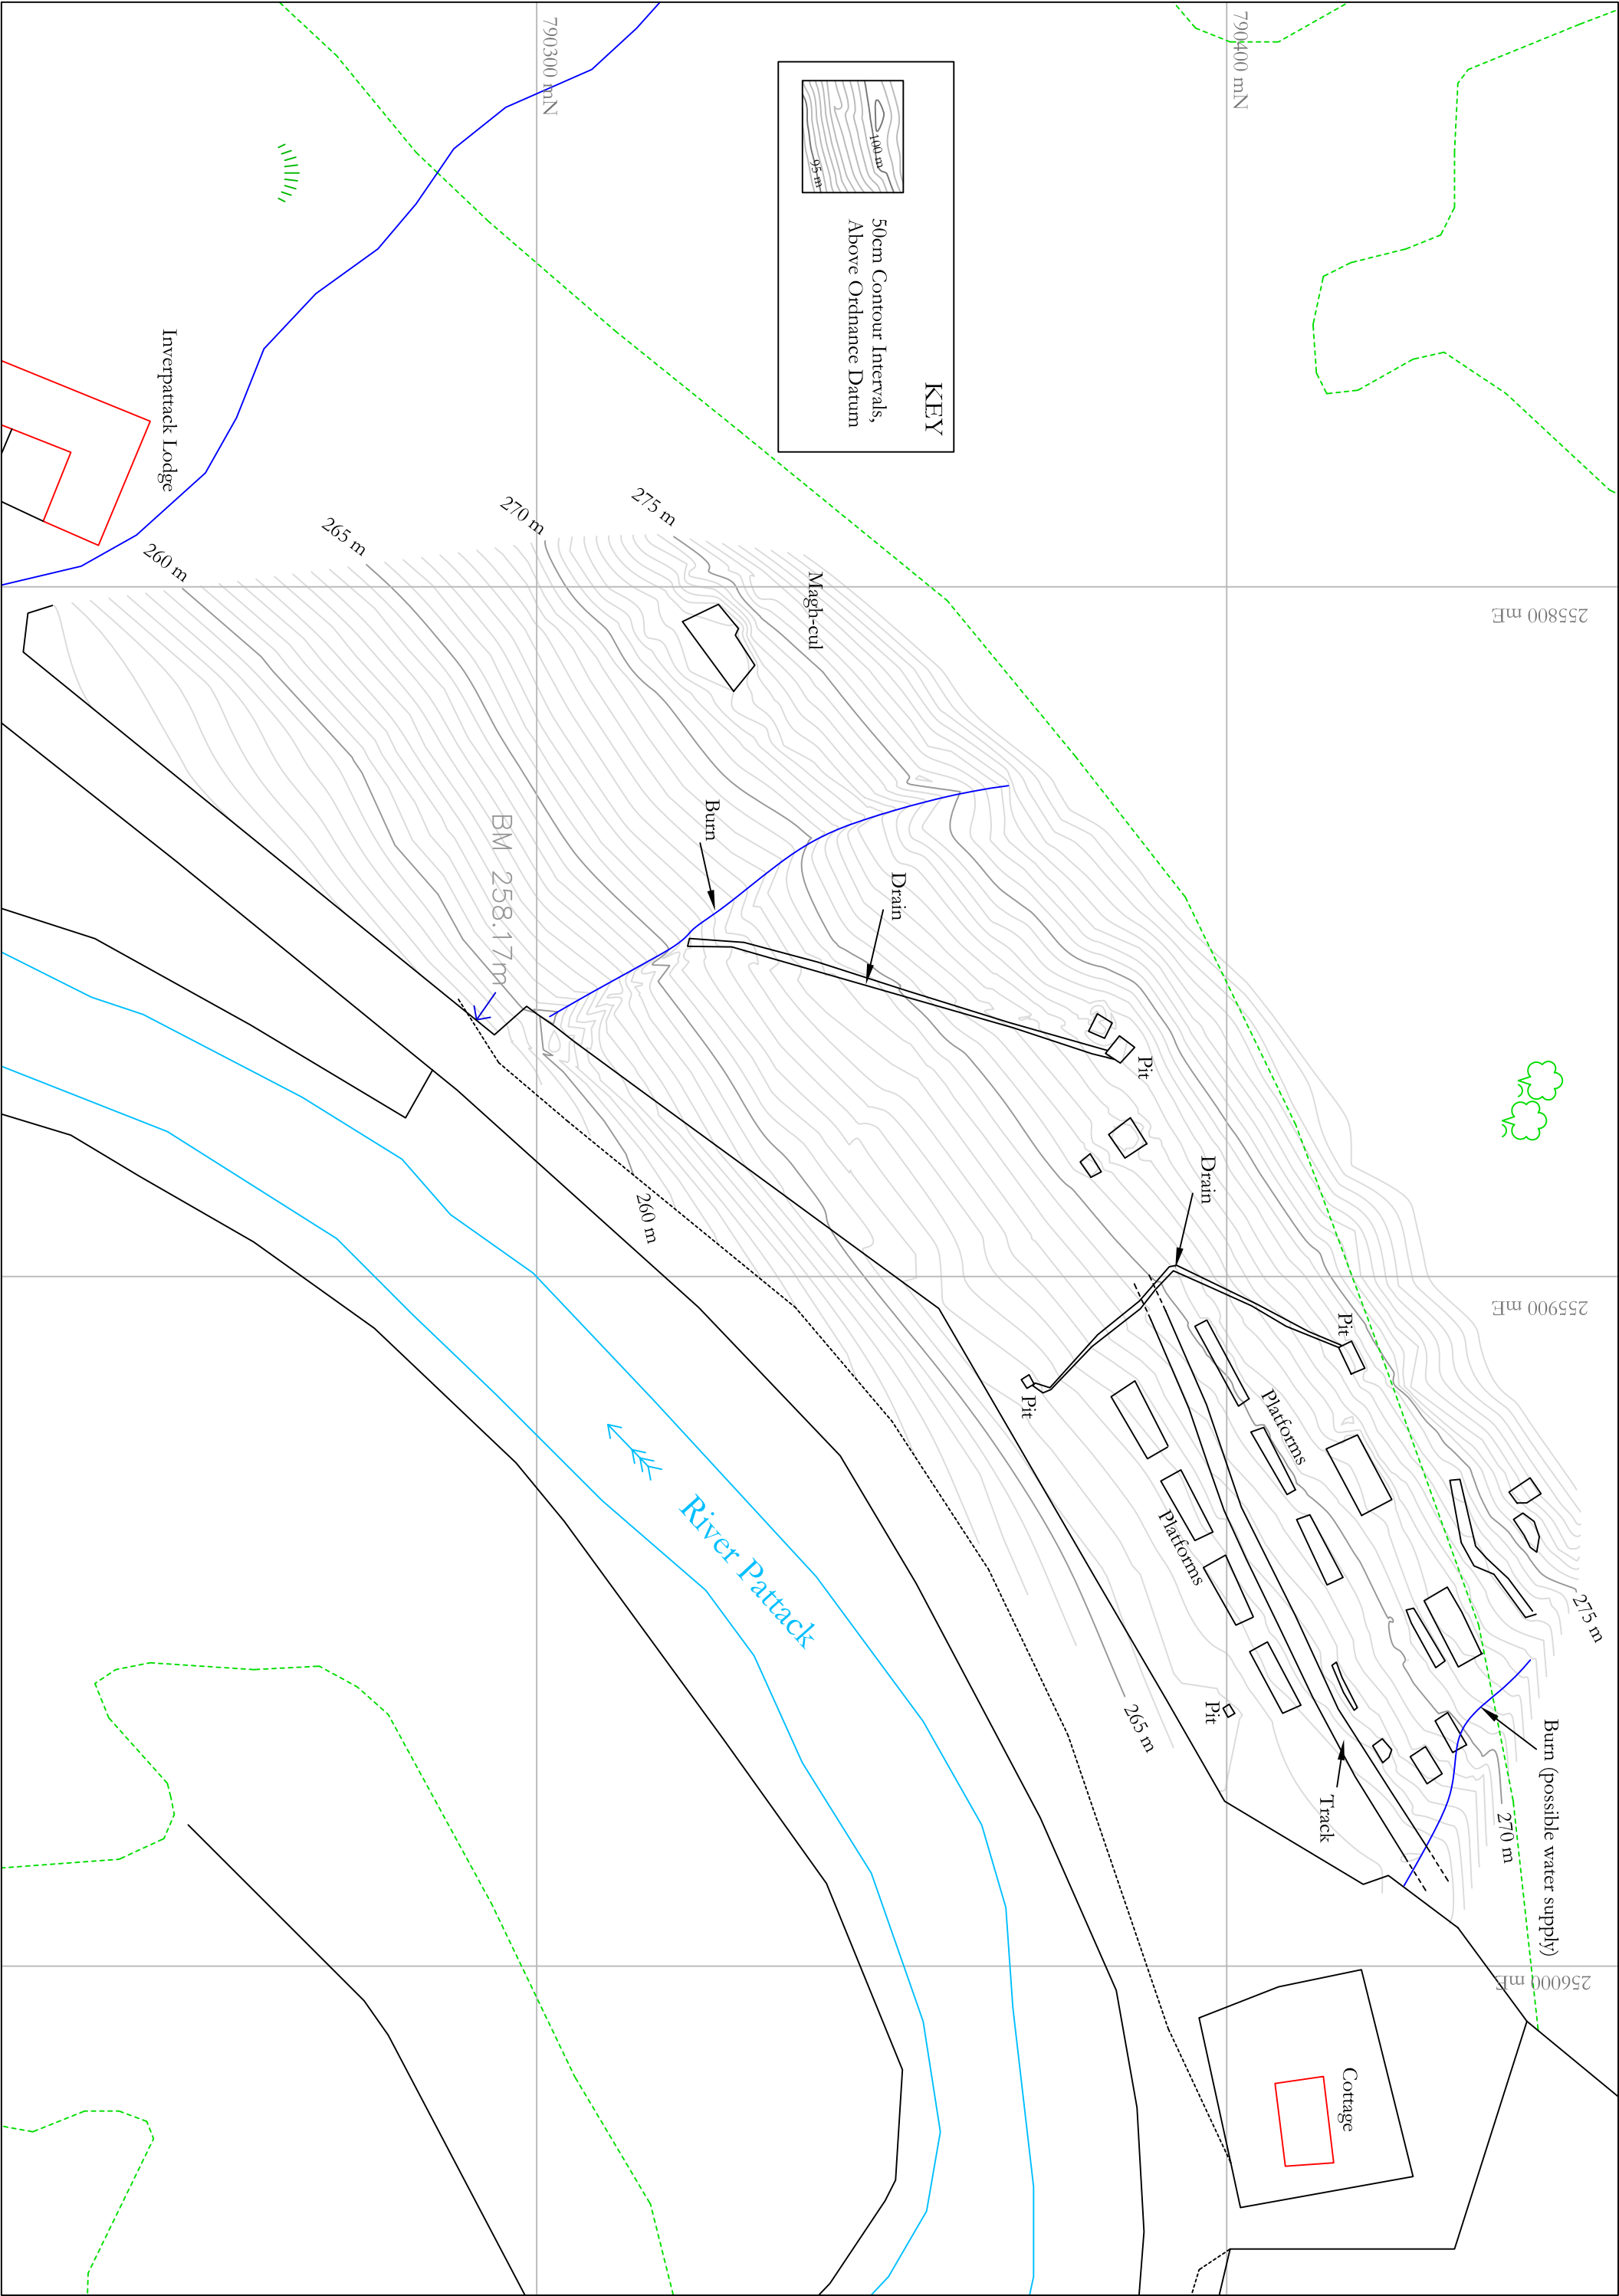 790300 mN
790400 mN
KEY
50cm Contour Intervals,
Above Ordnance Datum
100 m
95 m
Inverpattack Lodge
260 m
265 m
270 m
275 m
Magh-cul
255800 mE
Burn
BM 258.17m
Drain
Pit
Drain
260 m
255900 mE
Pit
Pit
Platforms
Platforms
River Pattack
275 m
265 m
Pit
Track
270 m
Burn (possible water supply)
256000 mE
Cottage